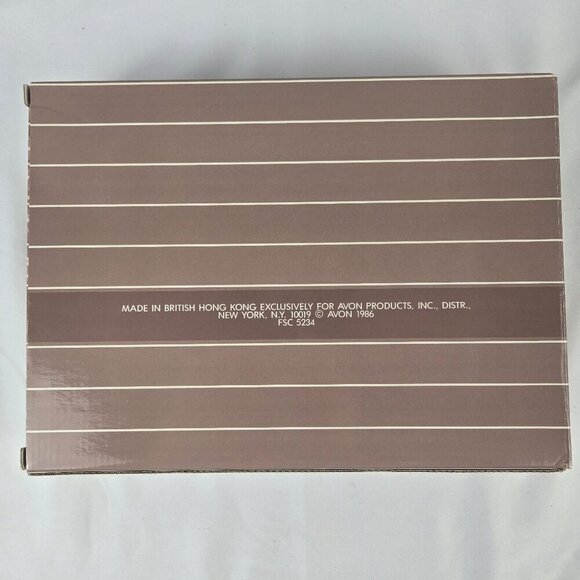 MADE IN BRITISH HONG KONG EXCLUSIVELY FOR AVON PRODUCTS, INC., DISTR.,
NEW YORK, N.Y. 10019 © AVON 1986
FSC 5234